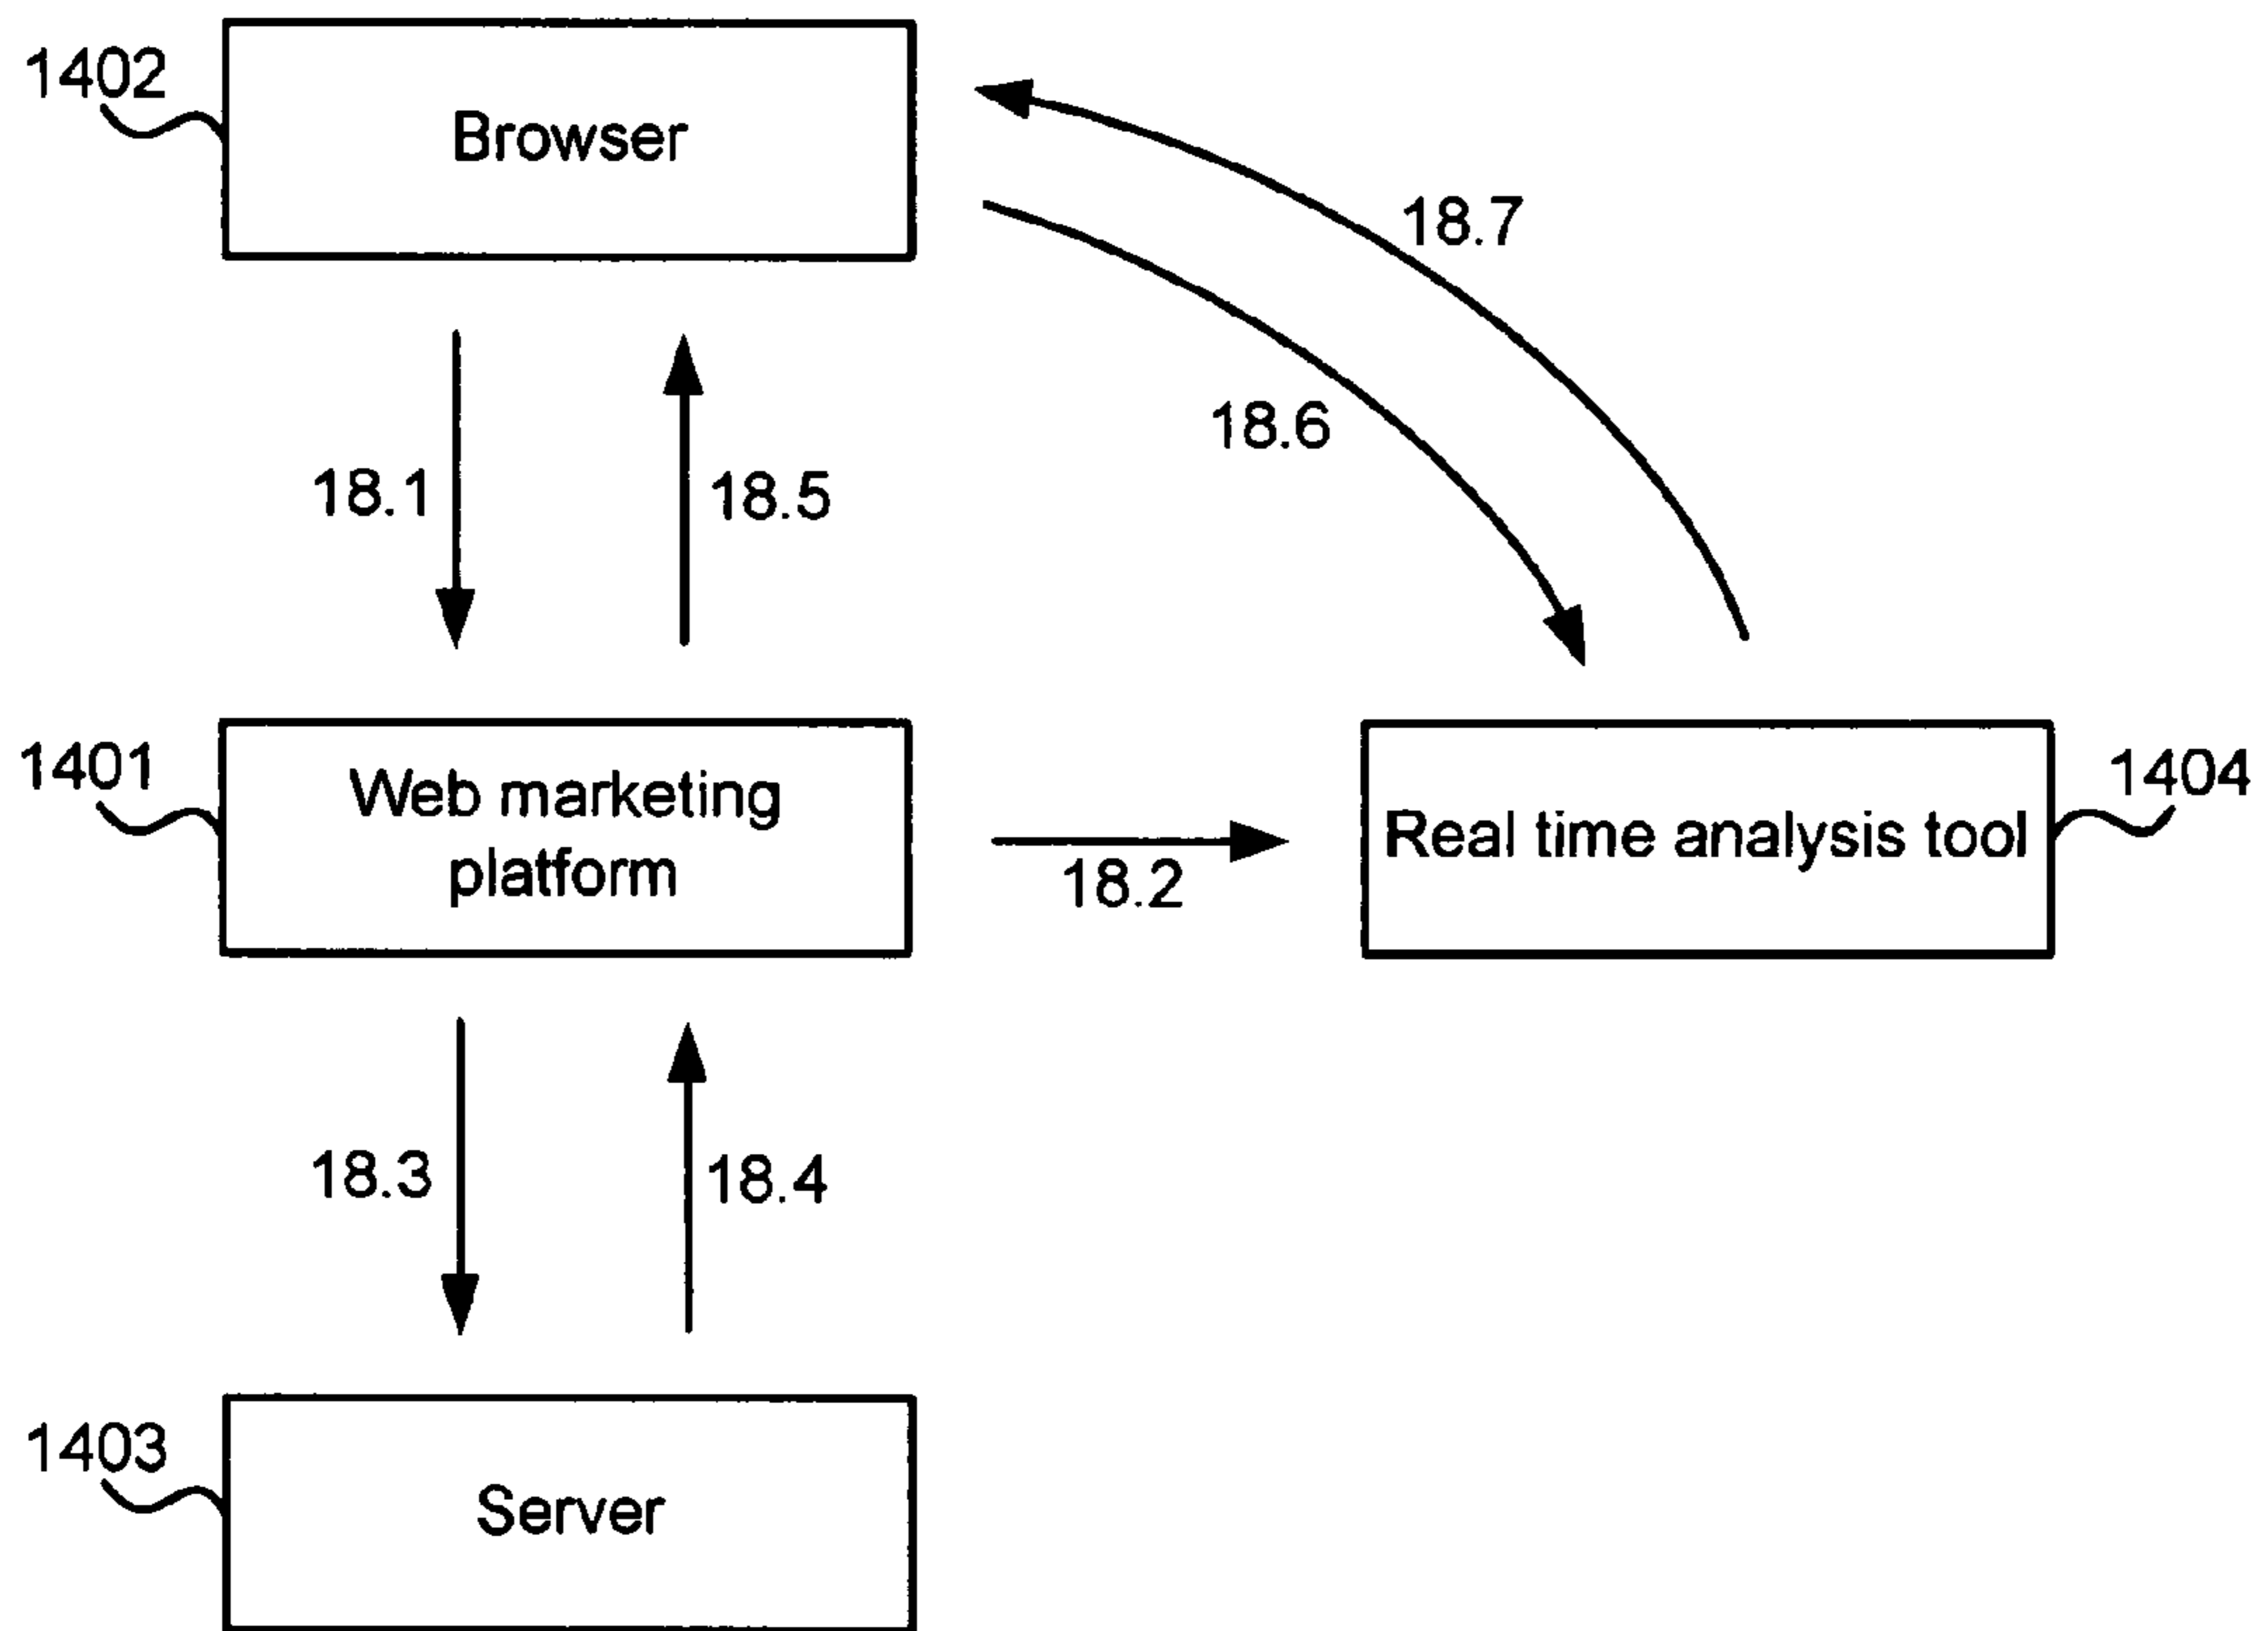 1402
Browser
18.7
18.6
18.1
18.5
1401
Web marketing
platform
18.2
Real time analysis tool
1404
18.3
18.4
1403
Server